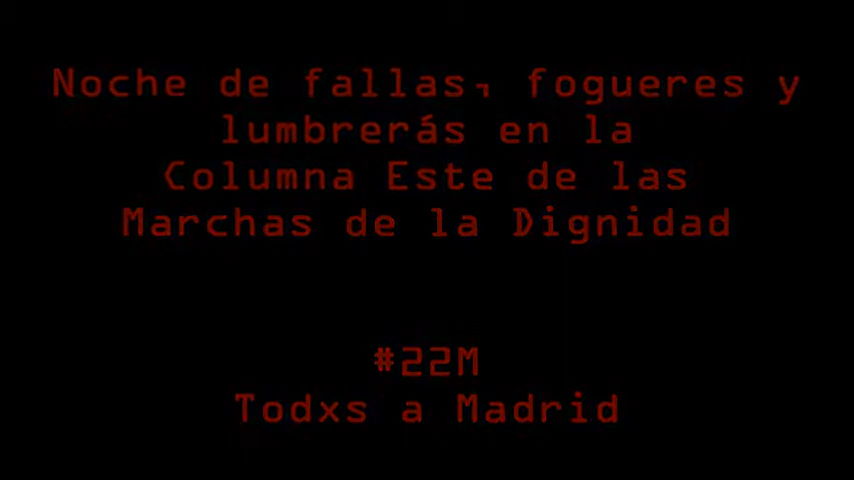 Noche de fallas, fogueres y
lumbrerás en la
Columna Este de las
Marchas de la Dignidad
#22M
Todxs a Madrid